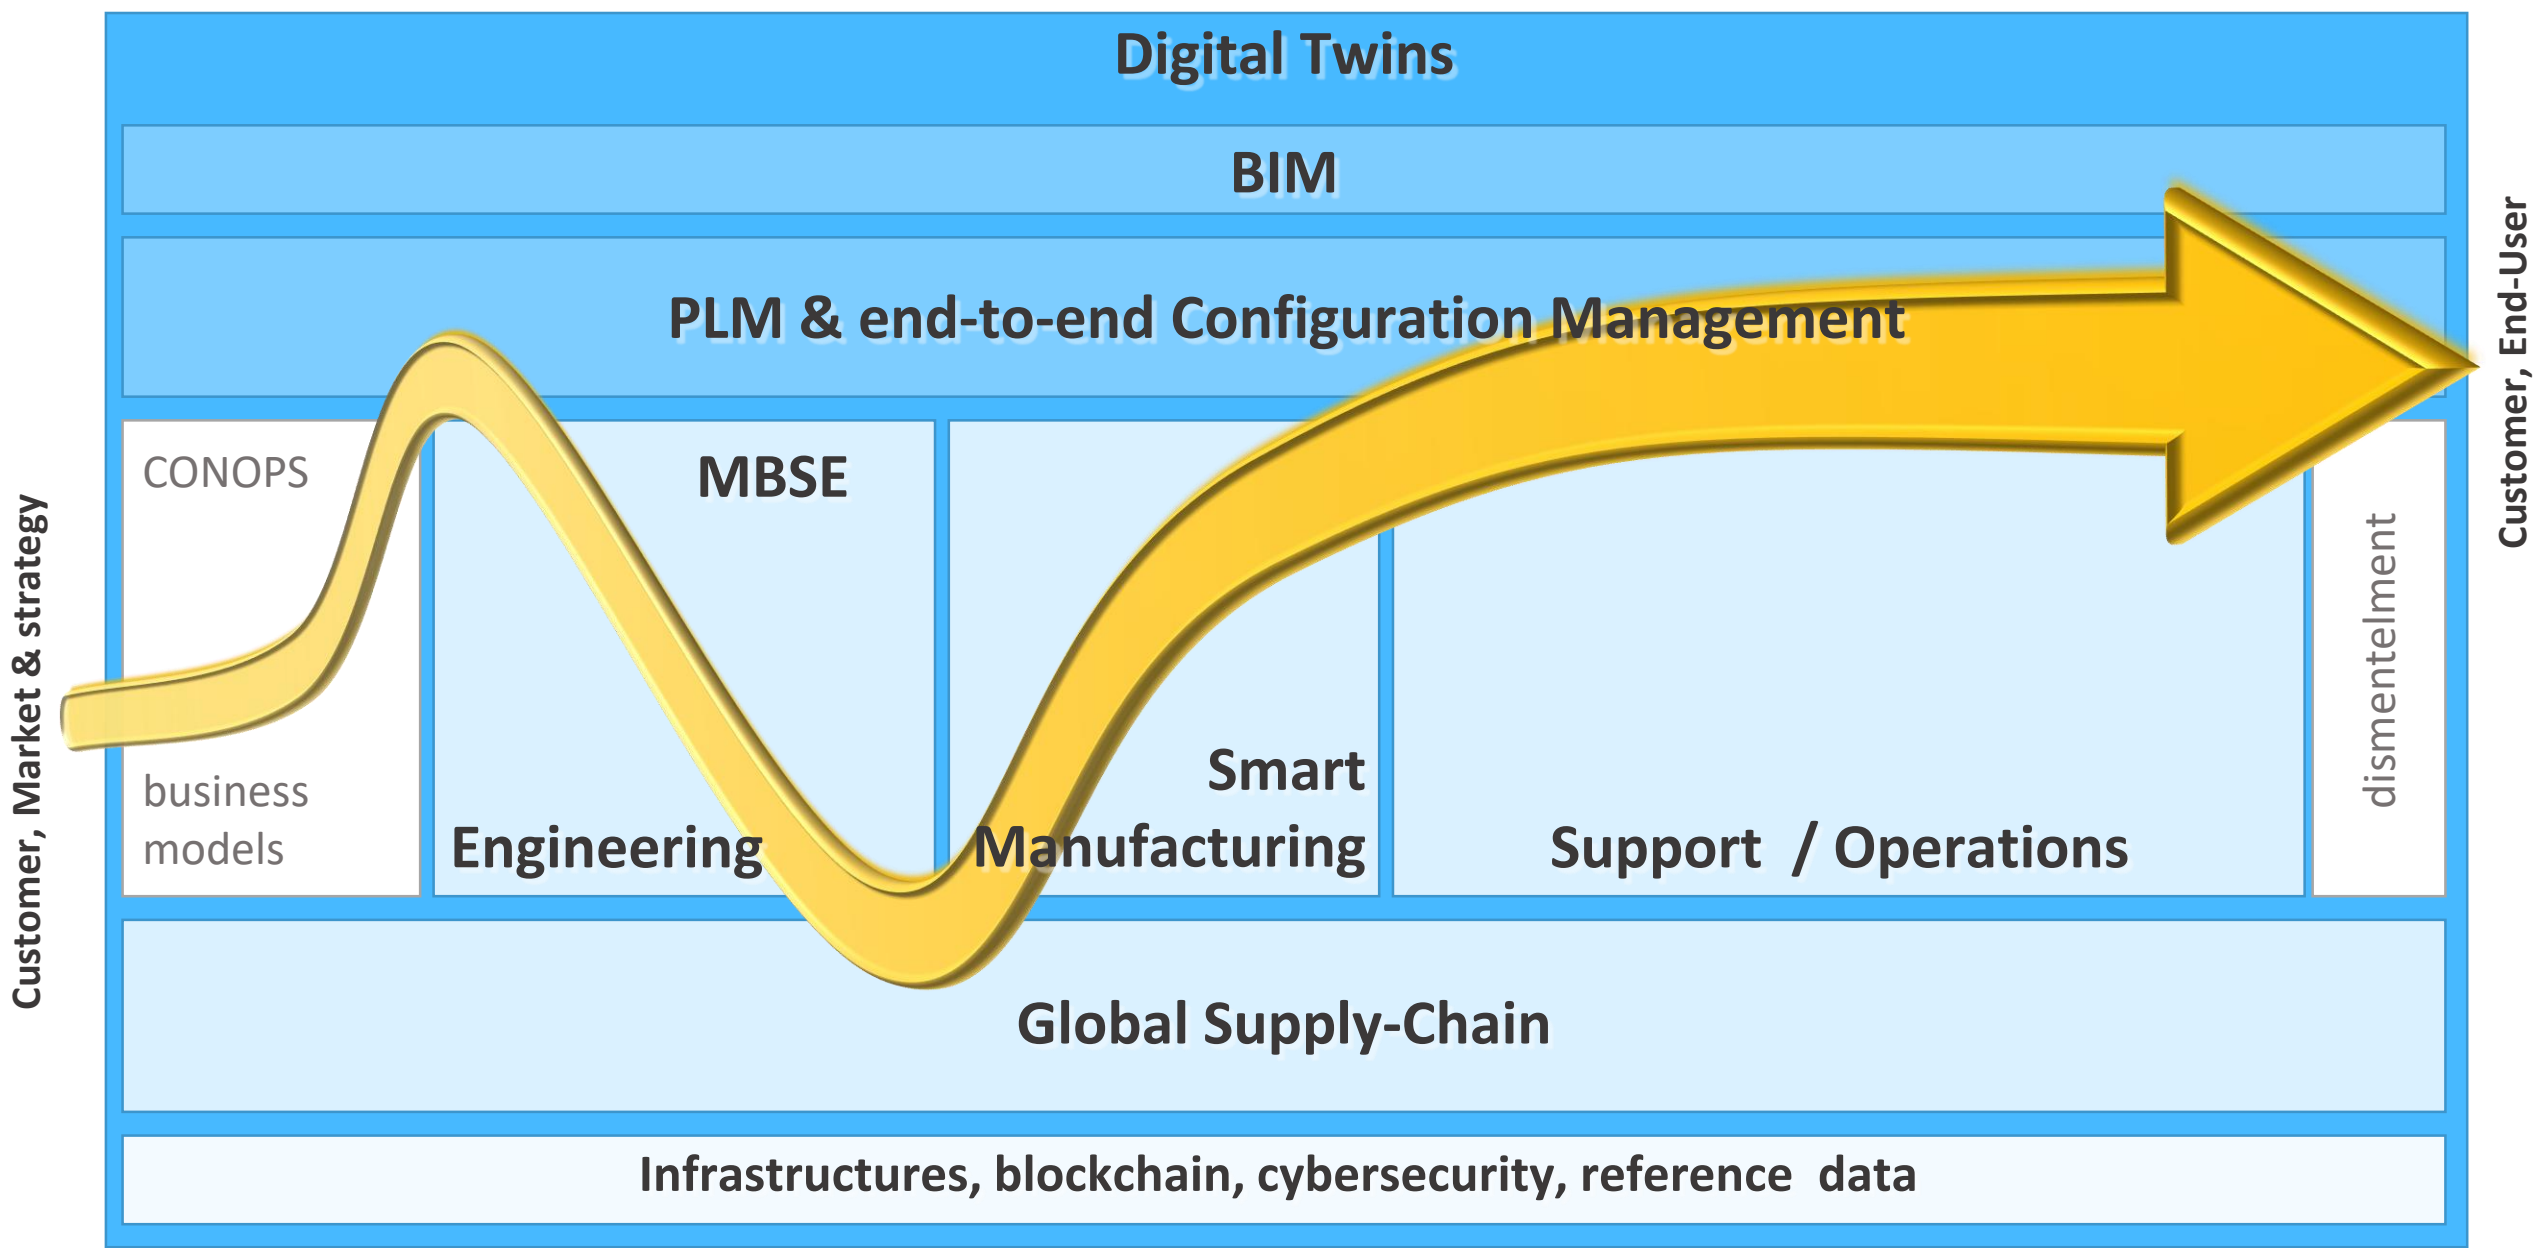 Digital Twins
BIM
PLM & end-to-end Configuration Management
Customer, Market & strategy
CONOPS
business
models
MBSE
Engineering
Smart
Manufacturing
Support / Operations
dismentelment
Customer, End-User
Global Supply-Chain
Infrastructures, blockchain, cybersecurity, reference data